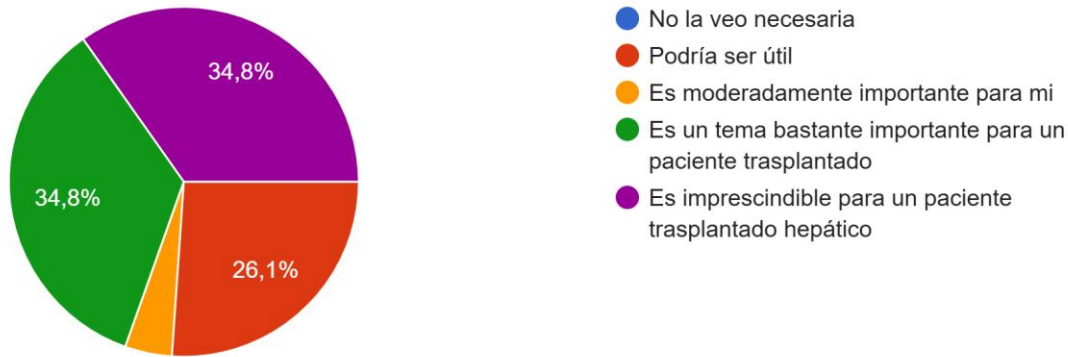 34,8%
34,8%
26,1%
No la veo necesaria
Podría ser útil
Es moderadamente importante para mi
Es un tema bastante importante para un
paciente trasplantado
Es imprescindible para un paciente
trasplantado hepático